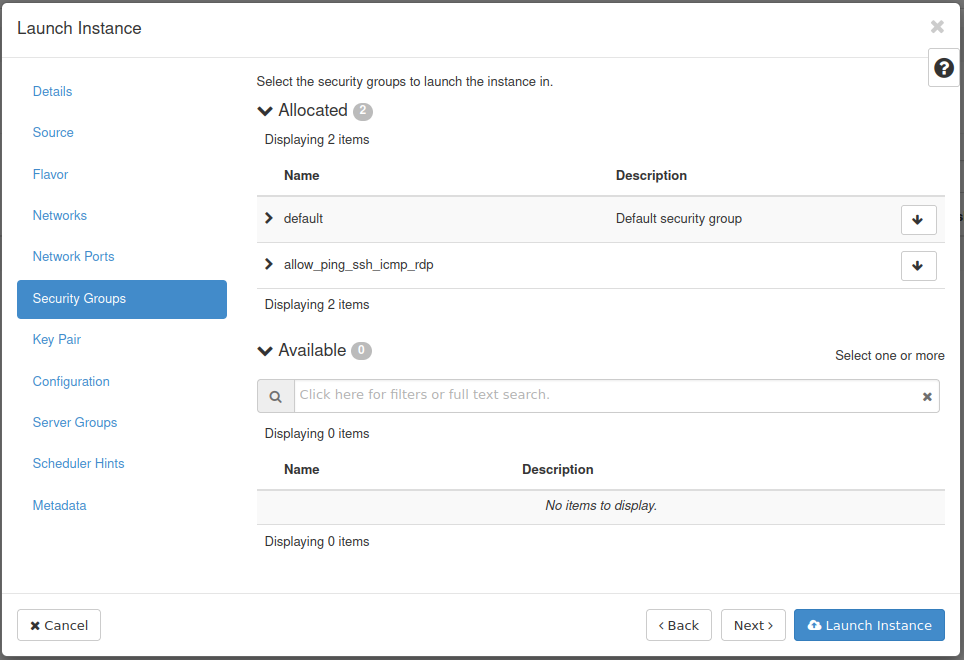 Launch Instance
Details
Source
Flavor
Networks
Network Ports
Security Groups
Key Pair
Configuration
Server Groups
Scheduler Hints
Metadata
Select the security groups to launch the instance in.
Allocated 2
Displaying 2 items
Name Description
default Default security group
allow_ping_ssh_icmp_rdp
Displaying 2 items
Available 0
Select one or more
Click here for filters or full text search.
Displaying 0 items
Name Description
No items to display.
Displaying 0 items
Cancel
Back
Next
Launch Instance